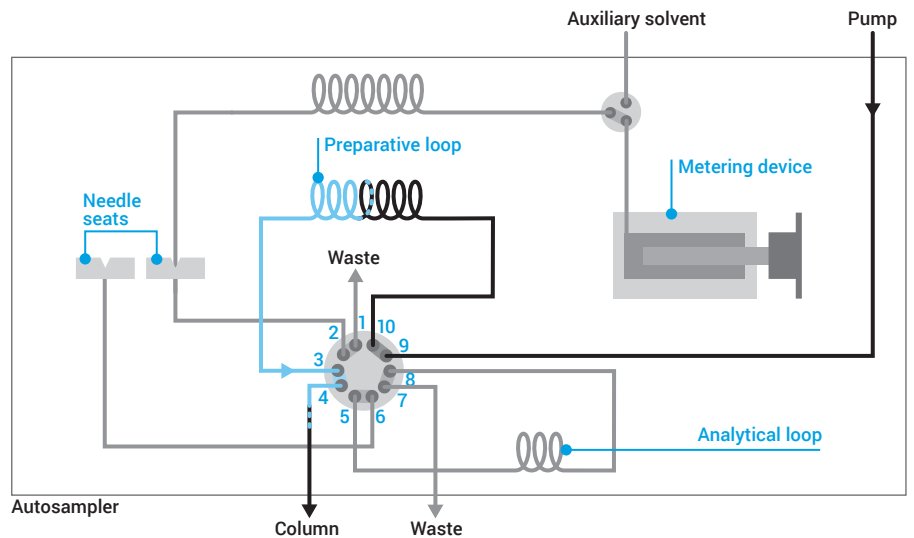 Auxiliary solvent
Pump
Preparative loop
Metering device
Needle
seats
Waste
1
10
2
9
3
8
4
7
5
6
Analytical loop
Autosampler
Column
Waste